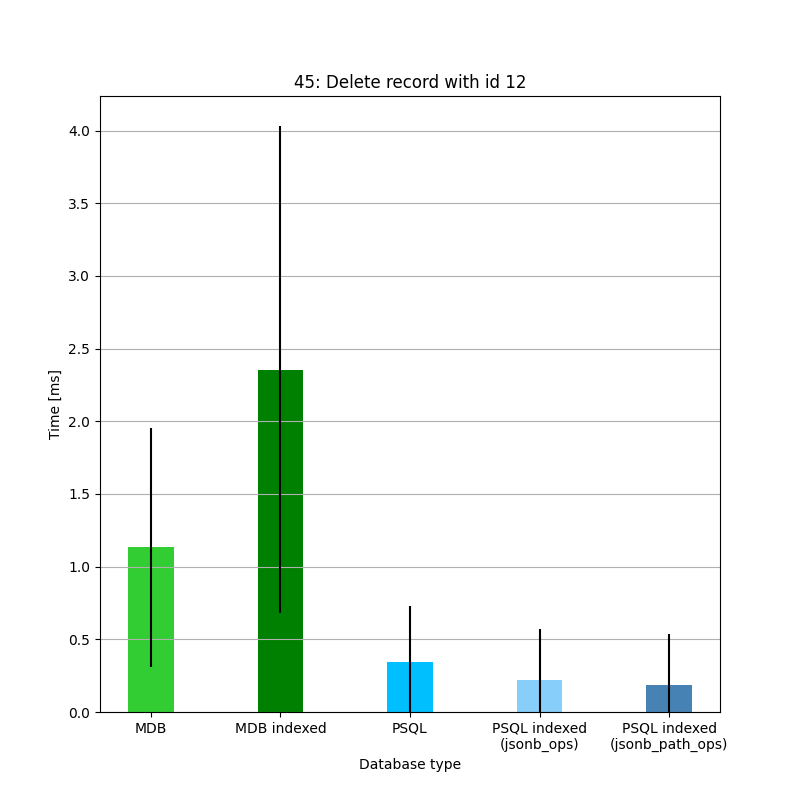 45: Delete record with id 12
Time [ms]
4.0
3.5
3.0
2.5
2.0
1.5
1.0
0.5
0.0
MDB
MDB indexed
PSQL
PSQL indexed
(jsonb_ops)
PSQL indexed
(jsonb_path_ops)
Database type